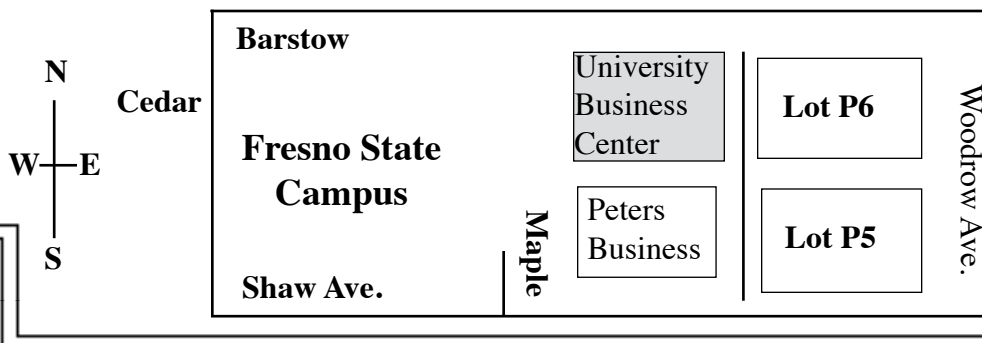 Barstow
N
Cedar
W
E
S
Fresno State
Campus
University
Business
Center
Lot P6
Woodrow Ave.
Peters
Business
Maple
Lot P5
Shaw Ave.